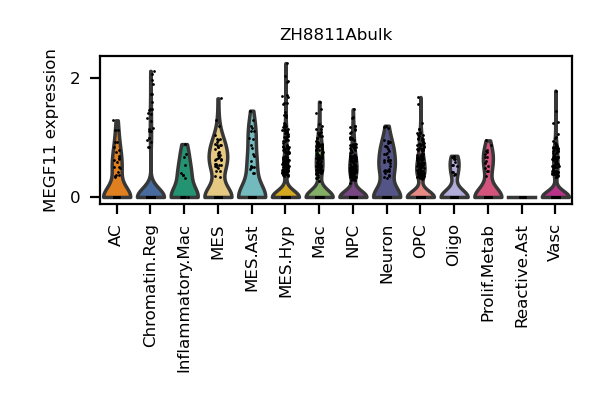 ZH8811Abulk
MEGF11 expression
2
0
AC
Chromatin.Reg
Inflammatory.Mac
MES
MES.Ast
MES.Hyp
Mac
NPC
Neuron
OPC
Oligo
Prolif.Metab
Reactive.Ast
Vasc